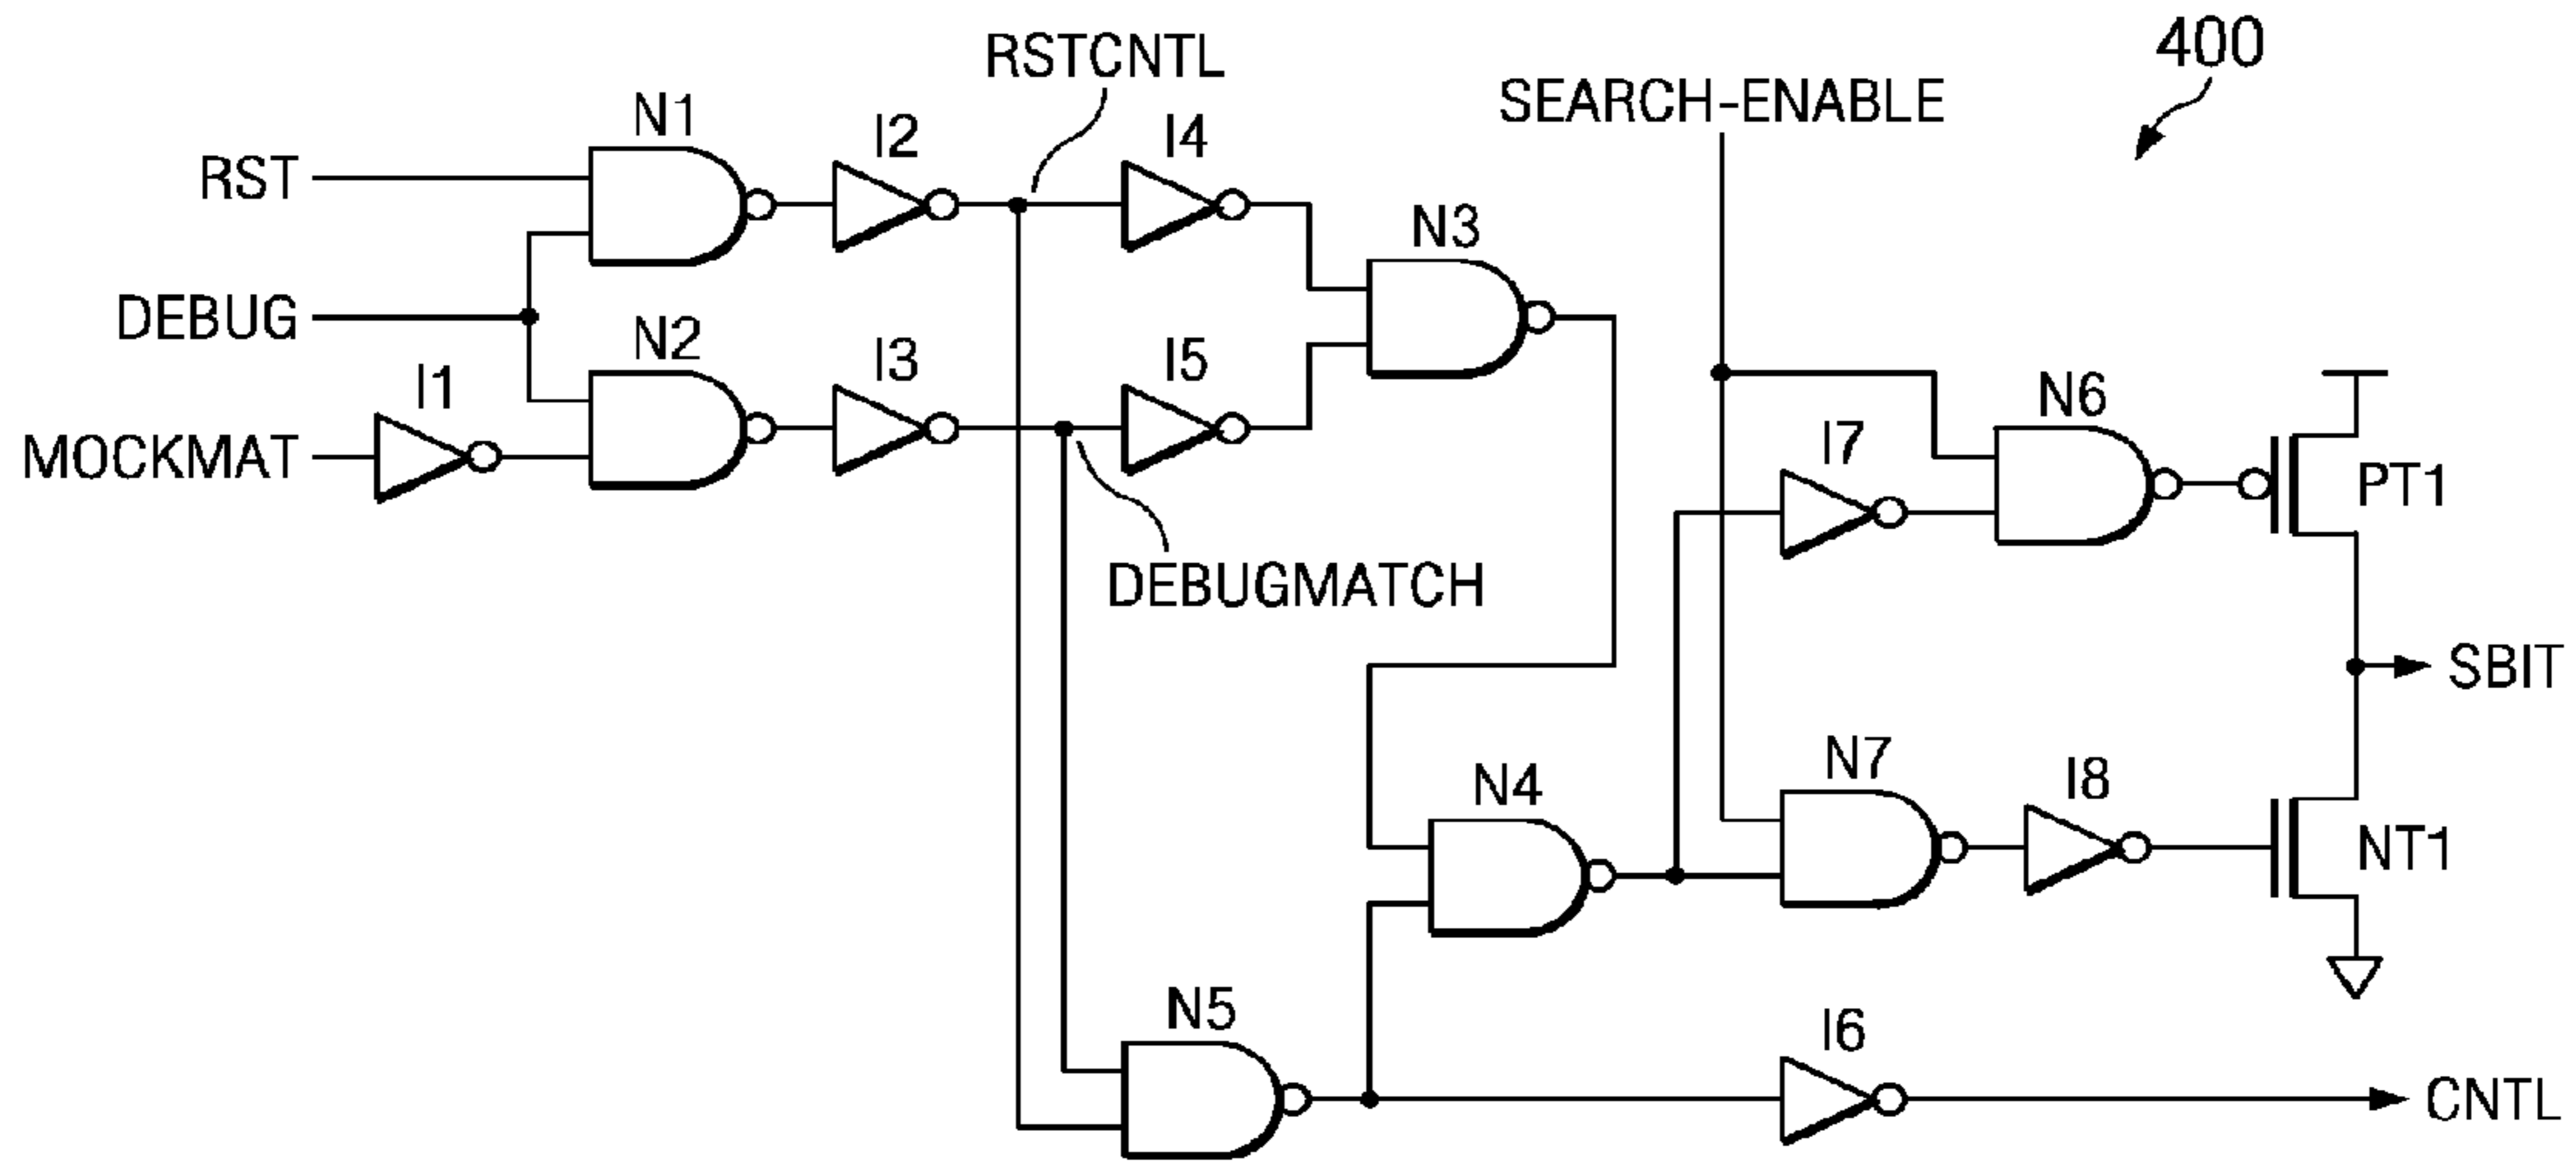 400
RSTCNTL
SEARCH-ENABLE
N1
I2
I4
RST
N3
DEBUG
N2
I3
I5
I1
N6
MOCKMAT
I7
PT1
DEBUGMATCH
SBIT
N4
N7
I8
NT1
N5
I6
CNTL